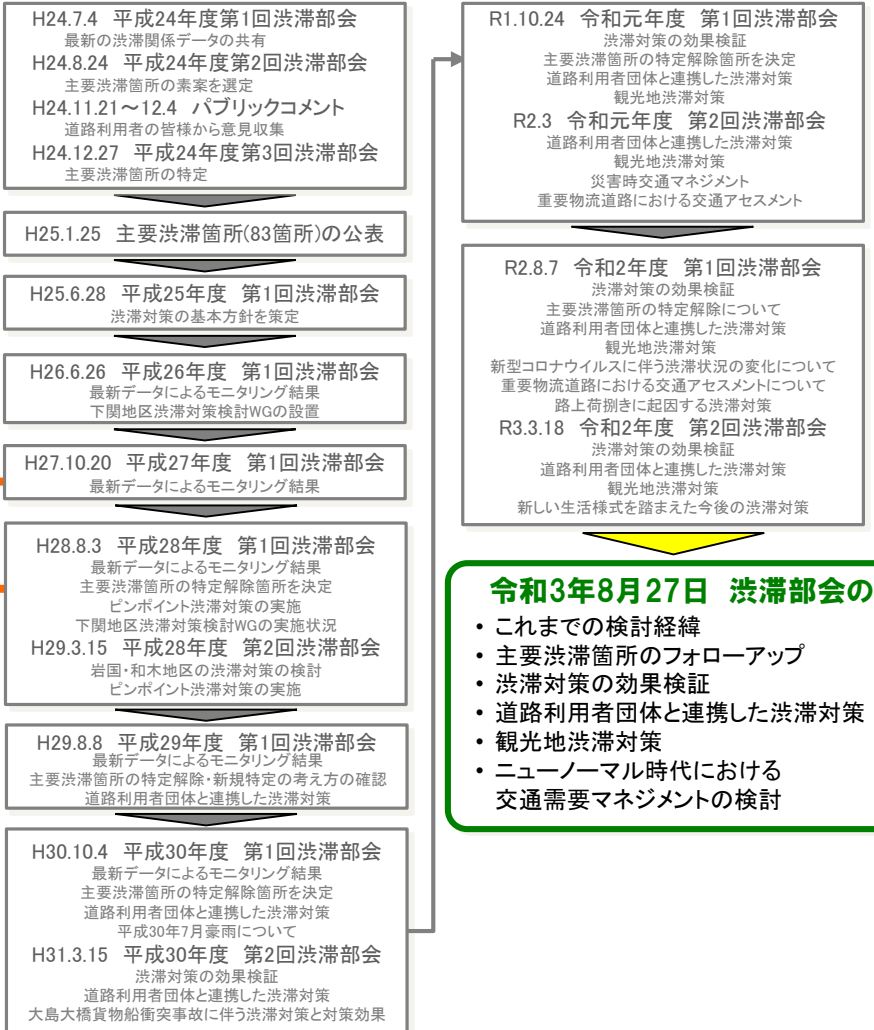 H24.7.4 平成24年度第1回渋滞部会
最新の渋滞関係データの共有
H24.8.24 平成24年度第2回渋滞部会
主要渋滞箇所の素案を選定
H24.11.21～12.4 パブリックコメント
道路利用者の皆様から意見収集
H24.12.27 平成24年度第3回渋滞部会
主要渋滞箇所の特定
H25.1.25 主要渋滞箇所(83箇所)の公表
H25.6.28 平成25年度 第1回渋滞部会
渋滞対策の基本方針を策定
H26.6.26 平成26年度 第1回渋滞部会
最新データによるモニタリング結果
下関地区渋滞対策検討WGの設置
H27.10.20 平成27年度 第1回渋滞部会
最新データによるモニタリング結果
H28.8.3 平成28年度 第1回渋滞部会
最新データによるモニタリング結果
主要渋滞箇所の特定解除箇所を決定
ピンポイント渋滞対策の実施
下関地区渋滞対策検討WGの実施状況
H29.3.15 平成28年度 第2回渋滞部会
岩国・和木地区の渋滞対策の検討
ピンポイント渋滞対策の実施
H29.8.8 平成29年度 第1回渋滞部会
最新データによるモニタリング結果
主要渋滞箇所の特定解除・新規特定の考え方の確認
道路利用者団体と連携した渋滞対策
H30.10.4 平成30年度 第1回渋滞部会
最新データによるモニタリング結果
主要渋滞箇所の特定解除箇所を決定
道路利用者団体と連携した渋滞対策
平成30年7月豪雨について
H31.3.15 平成30年度 第2回渋滞部会
渋滞対策の効果検証
道路利用者団体と連携した渋滞対策
大島大橋貨物船衝突事故に伴う渋滞対策と対策効果
R1.10.24 令和元年度 第1回渋滞部会
渋滞対策の効果検証
主要渋滞箇所の特定解除箇所を決定
道路利用者団体と連携した渋滞対策
観光地渋滞対策
R2.3 令和元年度 第2回渋滞部会
道路利用者団体と連携した渋滞対策
観光地渋滞対策
災害時交通マネジメント
重要物流道路における交通アセスメント
R2.8.7 令和2年度 第1回渋滞部会
渋滞対策の効果検証
主要渋滞箇所の特定解除について
道路利用者団体と連携した渋滞対策
観光地渋滞対策
新型コロナウイルスに伴う渋滞状況の変化について
重要物流道路における交通アセスメントについて
路上荷捌きに起因する渋滞対策
R3.3.18 令和2年度 第2回渋滞部会
渋滞対策の効果検証
道路利用者団体と連携した渋滞対策
観光地渋滞対策
新しい生活様式を踏まえた今後の渋滞対策
令和3年8月27日 渋滞部会の
・これまでの検討経緯
・主要渋滞箇所のフォローアップ
・渋滞対策の効果検証
・道路利用者団体と連携した渋滞対策
・観光地渋滞対策
・ニューノーマル時代における
交通需要マネジメントの検討